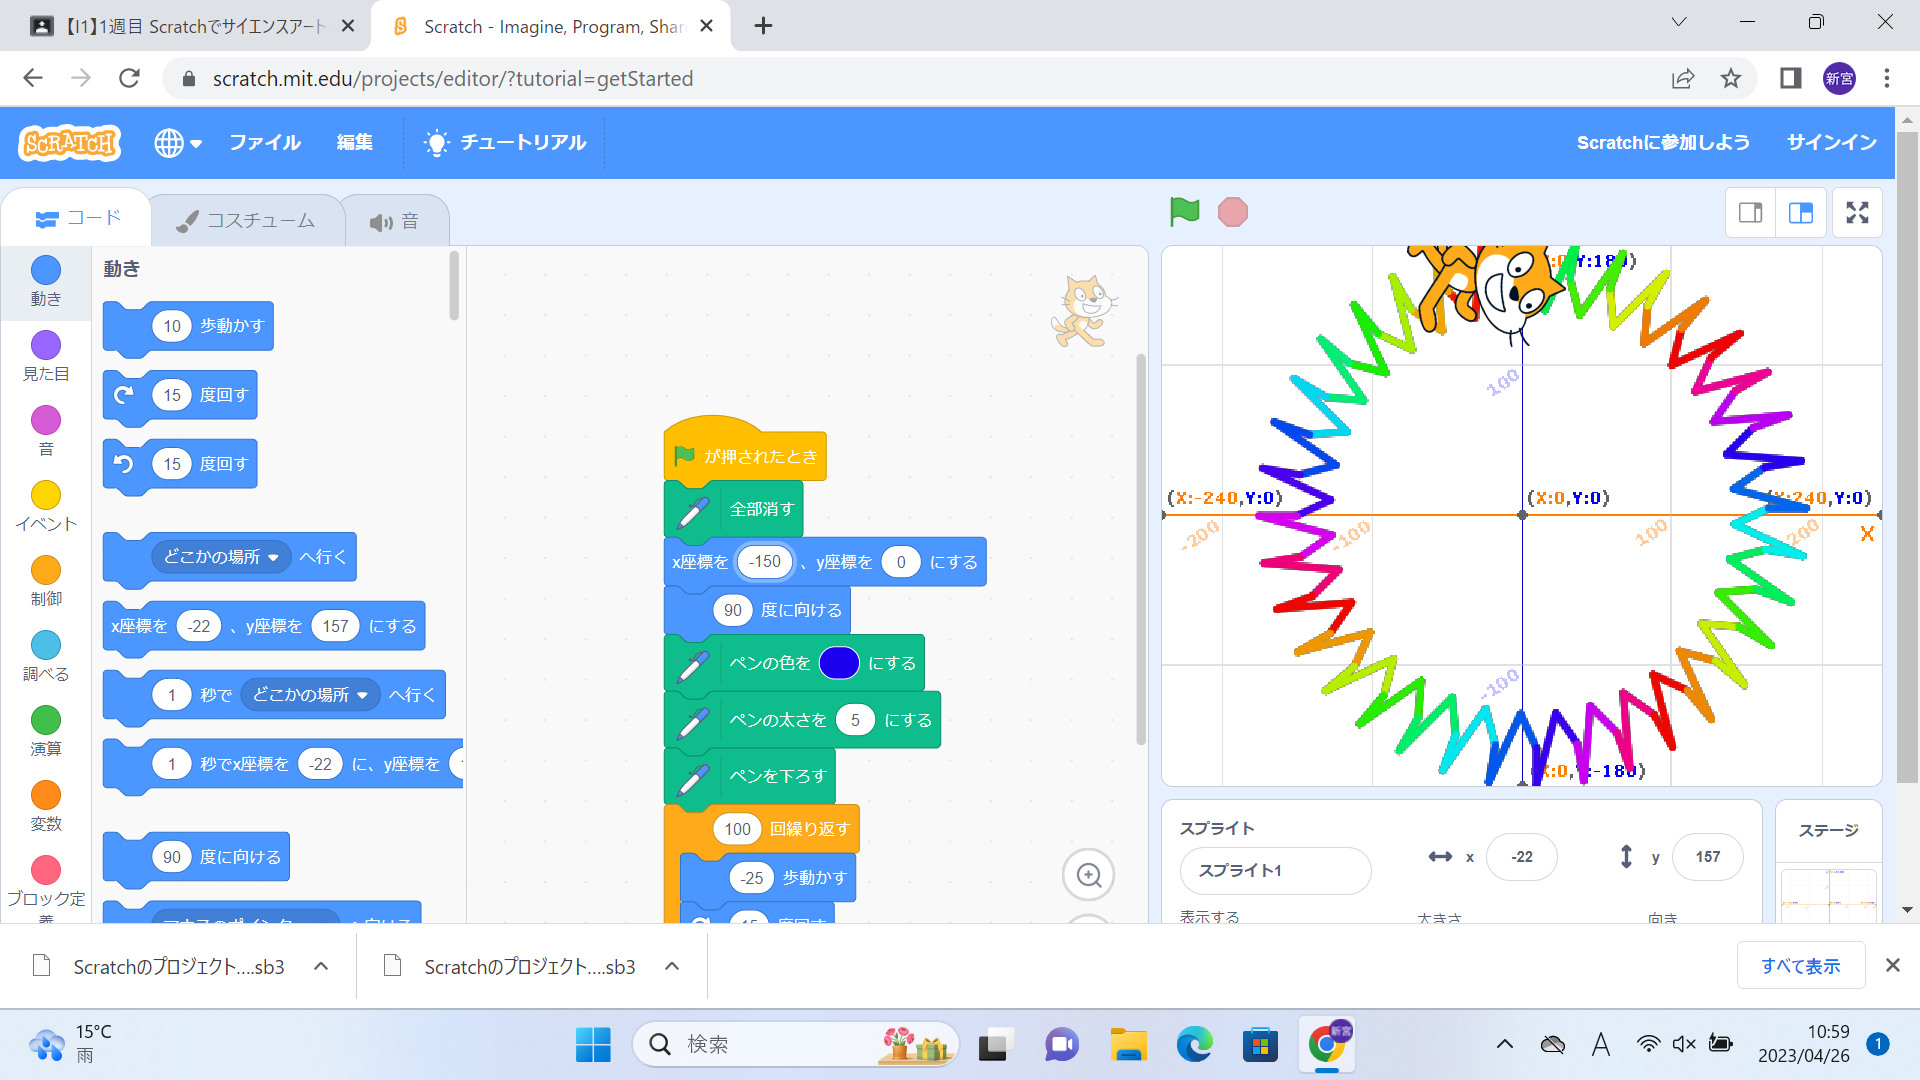 【I1】1週目 Scratchでサイエンスアート
Scratch - Imagine, Program, Shar
scratch.mit.edu/projects/editor/?tutorial=getStarted
新宮
SCRATCH
ファイル
編集
チュートリアル
Scratchに参加しよう
サインイン
コード
コスチューム
音
動き
見た目
音
イベント
制御
調べる
演算
変数
ブロック定
義
動き
10 歩動かす
15 度回す
15 度回す
どこかの場所 へ行く
x座標を -22 、y座標を 157 にする
1 秒で どこかの場所 へ行く
1 秒でx座標を -22 に、y座標を
90 度に向ける
が押されたとき
全部消す
x座標を -150 、y座標を 0 にする
90 度に向ける
ペンの色を にする
ペンの太さを 5 にする
ペンを下ろす
100 回繰り返す
-25 歩動かす
15 度回す
Y:180)
100
(X:-240,Y:0)
(X:0,Y:0)
(X:240,Y:0)
-200
-100
100
200
X
-100
(X:0,Y:-180)
スプライト
スプライト1
x -22
y 157
表示する
大きさ
向き
ステージ
Scratchのプロジェクト....sb3
Scratchのプロジェクト....sb3
すべて表示
15°C
雨
検索
新宮
A
10:59
2023/04/26
1